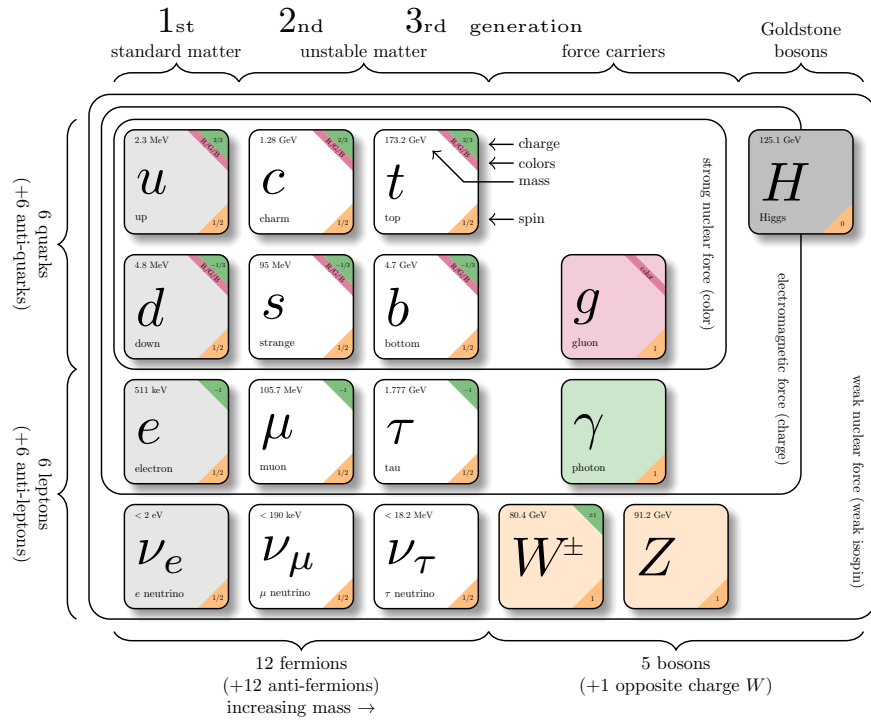 1st 2nd 3rd generation
Goldstone
bosons
standard matter
unstable matter
force carriers
2.3 MeV
2/3
R/G/B
u
up
1/2
1.28 GeV
2/3
R/G/B
c
charm
1/2
173.2 GeV
2/3
R/G/B
t
top
1/2
charge
colors
mass
spin
125.1 GeV
H
Higgs
0
4.8 MeV
−1/3
R/G/B
d
down
1/2
95 MeV
−1/3
R/G/B
s
strange
1/2
4.7 GeV
−1/3
R/G/B
b
bottom
1/2
color
g
gluon
1
511 keV
−1
e
electron
1/2
105.7 MeV
−1
μ
muon
1/2
1.777 GeV
−1
τ
tau
1/2
γ
photon
1
< 2 eV
νe
e neutrino
1/2
< 190 keV
νμ
μ neutrino
1/2
< 18.2 MeV
ντ
τ neutrino
1/2
80.4 GeV
±1
W±
1
91.2 GeV
Z
1
6 quarks
(+6 anti-quarks)
6 leptons
(+6 anti-leptons)
strong nuclear force (color)
electromagnetic force (charge)
weak nuclear force (weak isospin)
12 fermions
(+12 anti-fermions)
increasing mass →
5 bosons
(+1 opposite charge W)